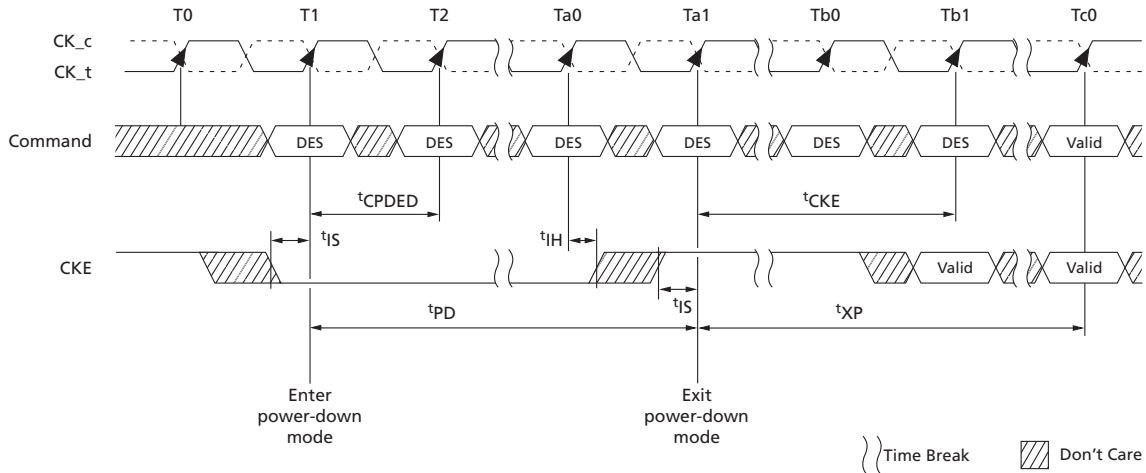 T0 T1 T2 Ta0 Ta1 Tb0 Tb1 Tc0
CK_c
CK_t
Command DES DES DES DES DES DES Valid
tCPDED tCKE
tIS tIH
CKE Valid Valid
tIS
tPD tXP
Enter
power-down
mode
Exit
power-down
mode
Time Break Don't Care